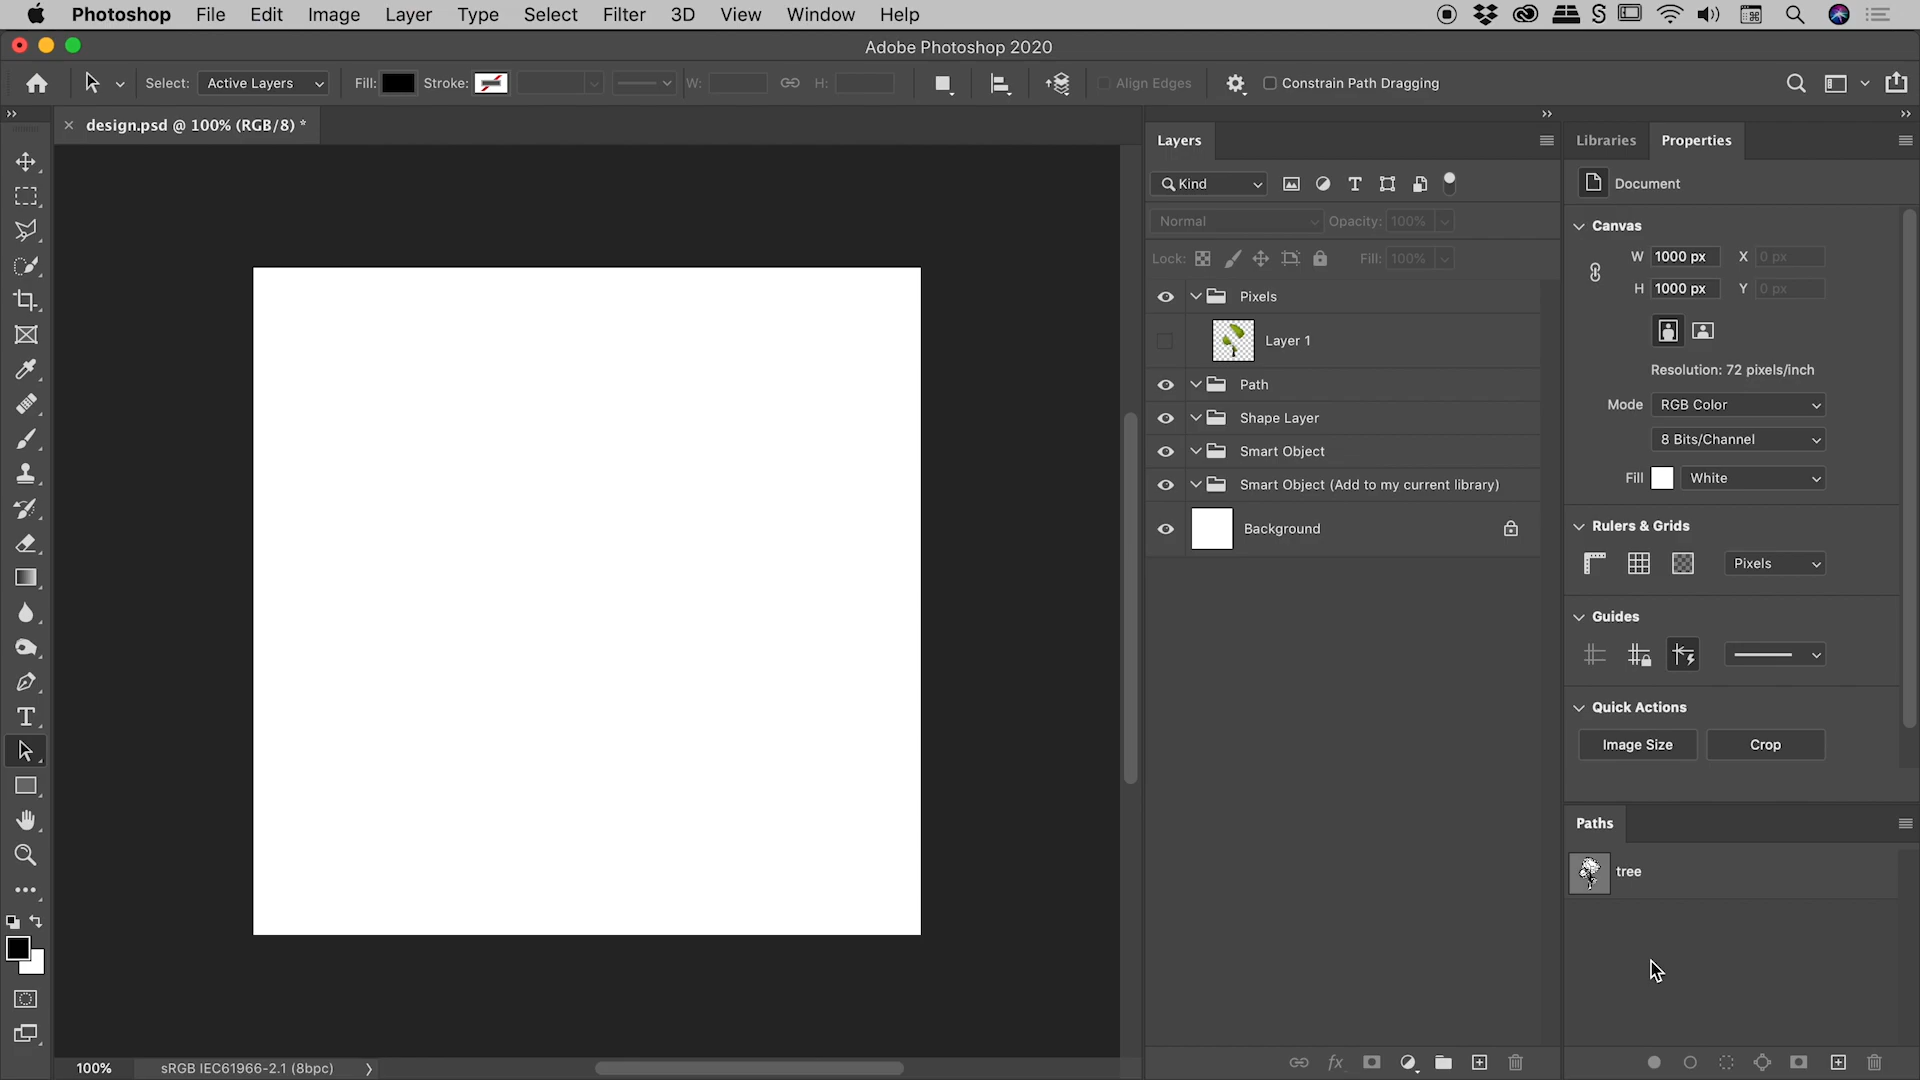 Photoshop File Edit Image Layer Type Select Filter 3D View Window Help
Adobe Photoshop 2020
Select: Active Layers Fill: Stroke: W: H: Align Edges Constrain Path Dragging
design.psd @ 100% (RGB/8) *
Layers
Kind
Normal Opacity: 100%
Lock: Fill: 100%
Pixels
Layer 1
Path
Shape Layer
Smart Object
Smart Object (Add to my current library)
Background
Libraries Properties
Document
Canvas
W 1000 px X 0 px
H 1000 px Y 0 px
Resolution: 72 pixels/inch
Mode RGB Color
8 Bits/Channel
Fill White
Rulers & Grids
Pixels
Guides
Quick Actions
Image Size Crop
Paths
tree
100% sRGB IEC61966-2.1 (8bpc)
fx